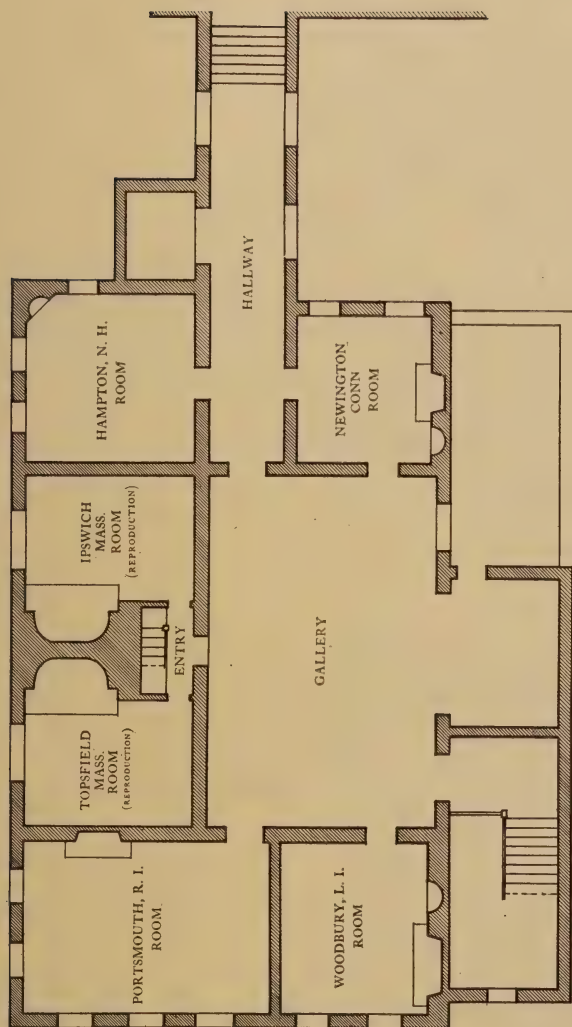 HALLWAY
HAMPTON, N. H.
ROOM
NEWINGTON
CONN
ROOM
IPSWICH
MASS.
ROOM
(REPRODUCTION)
ENTRY
GALLERY
TOPSFIELD
MASS.
ROOM
(REPRODUCTION)
PORTSMOUTH, R. I.
ROOM
WOODBURY, L. I.
ROOM